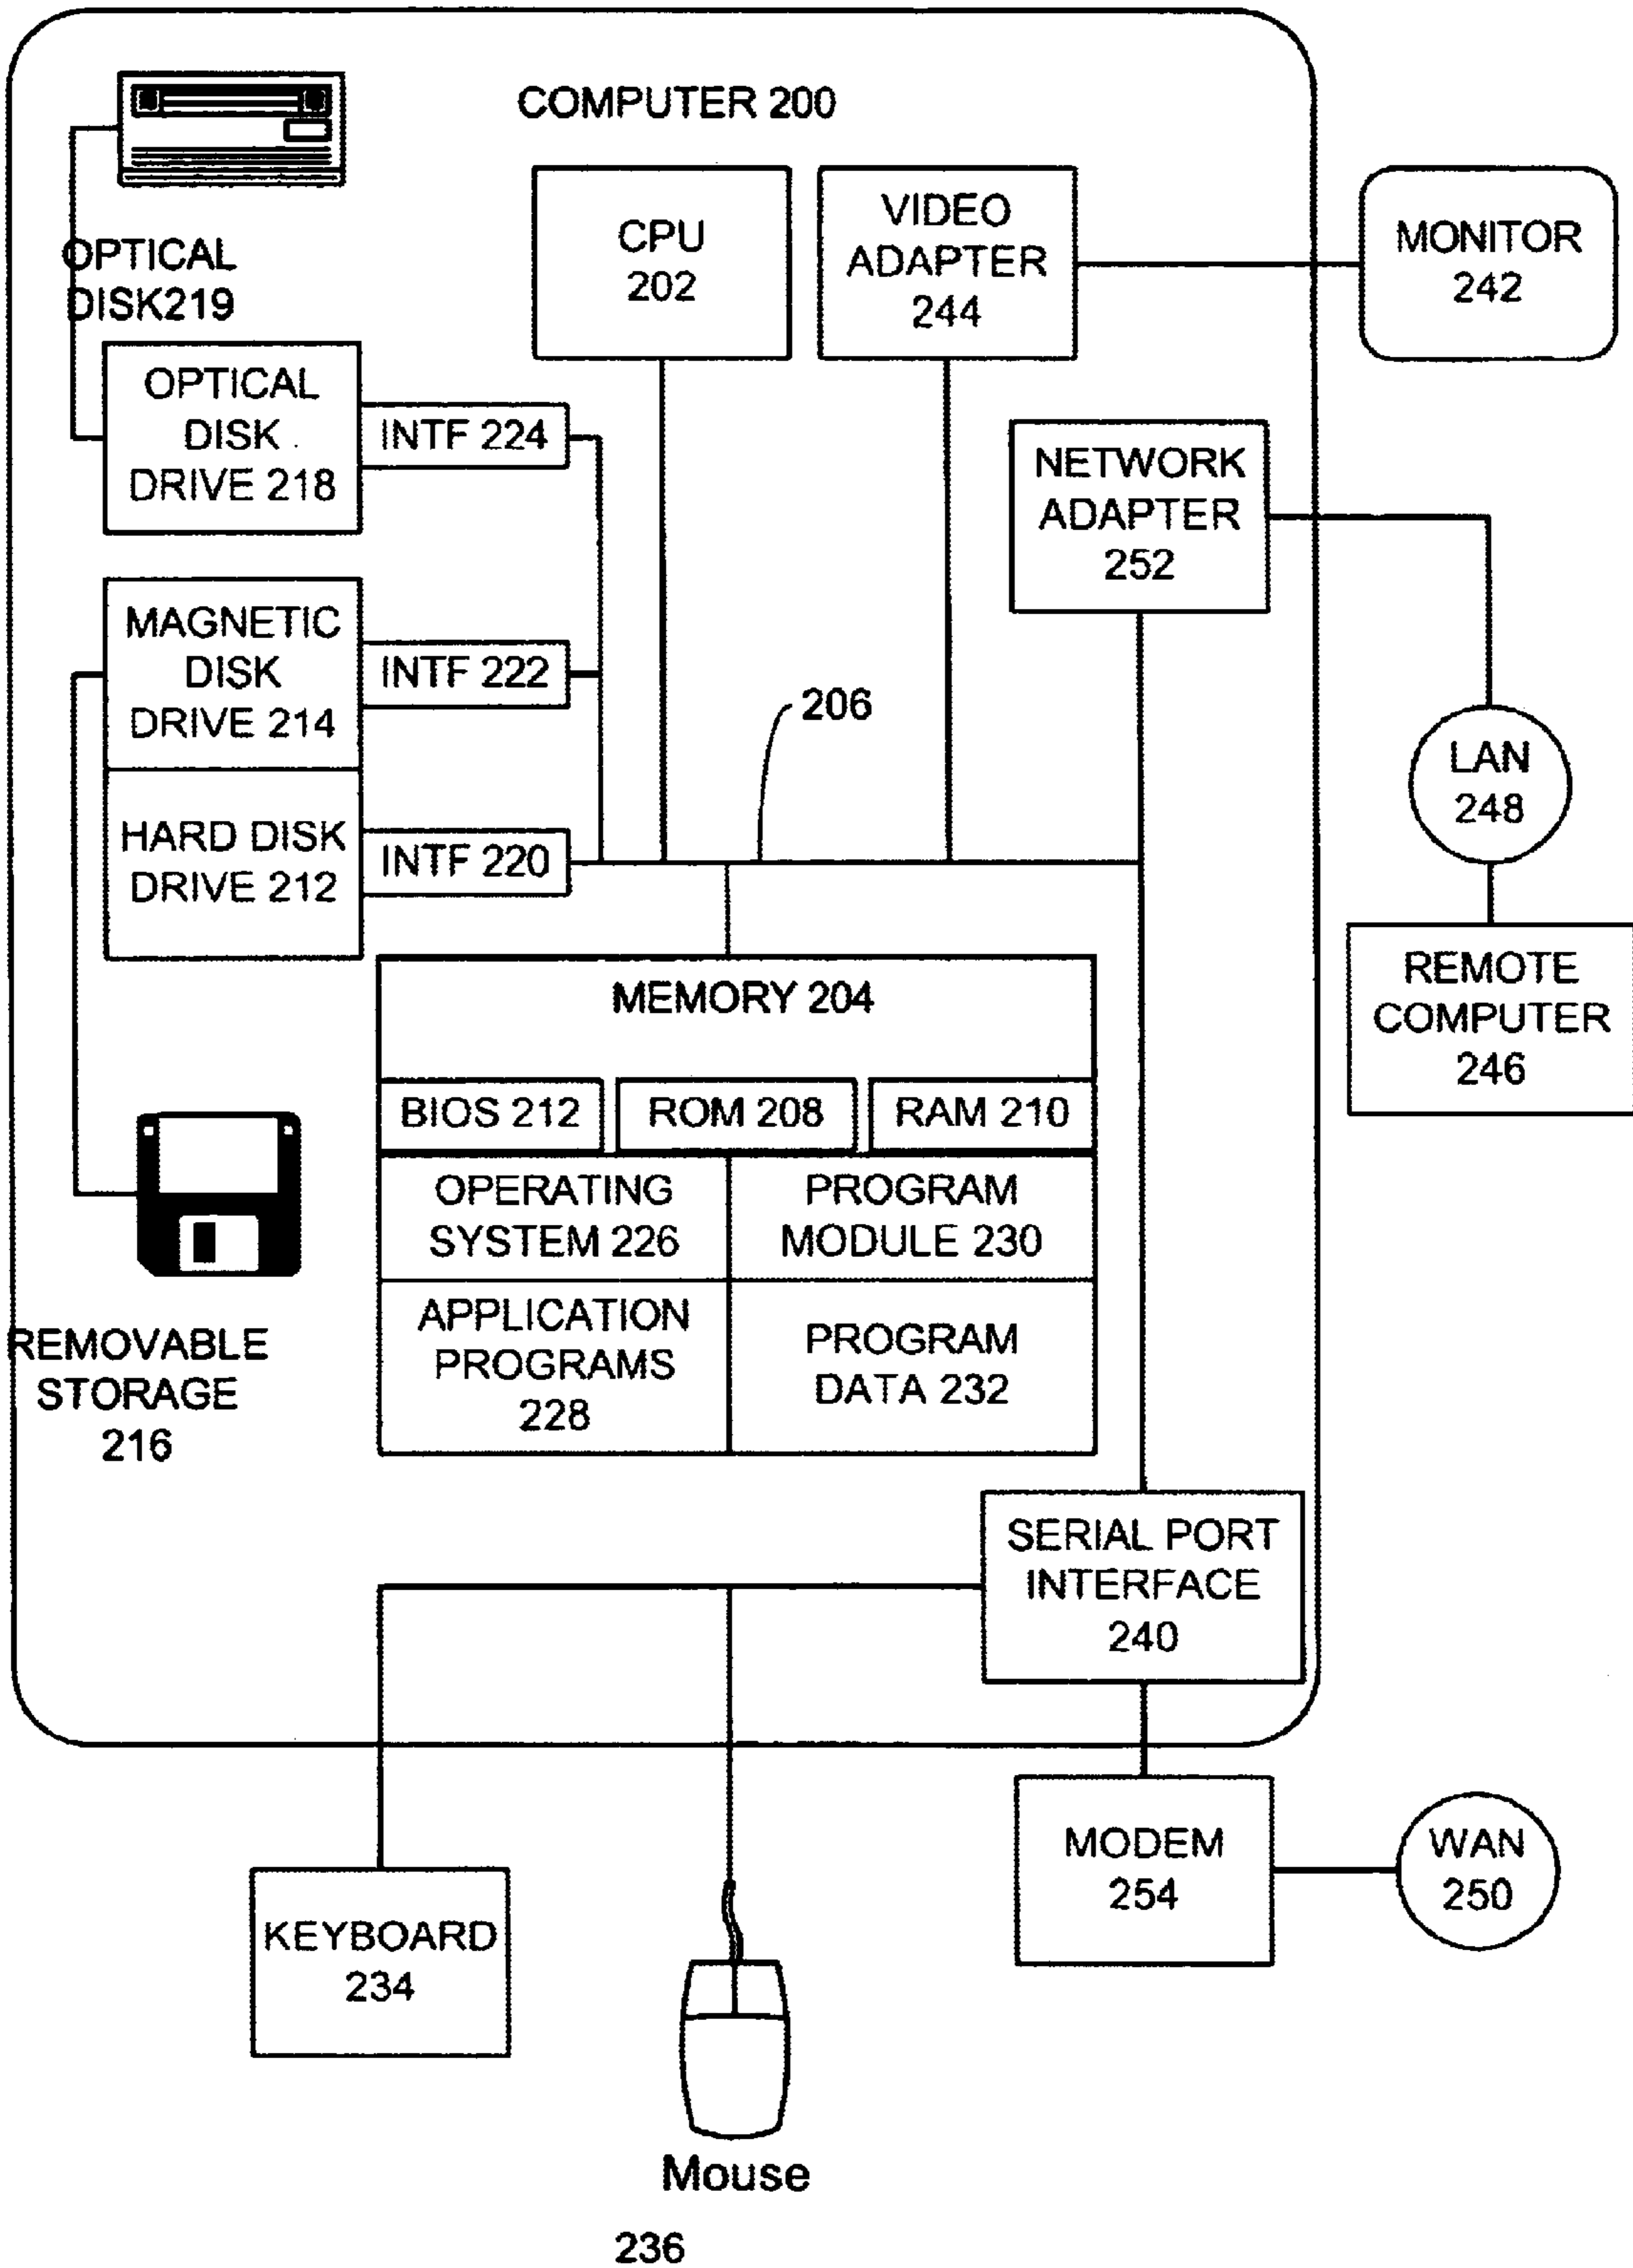 COMPUTER 200
OPTICAL
DISK219
CPU
202
VIDEO
ADAPTER
244
MONITOR
242
OPTICAL
DISK
DRIVE 218
INTF 224
NETWORK
ADAPTER
252
MAGNETIC
DISK
DRIVE 214
INTF 222
206
LAN
248
HARD DISK
DRIVE 212
INTF 220
REMOTE
COMPUTER
246
MEMORY 204
BIOS 212
ROM 208
RAM 210
OPERATING
SYSTEM 226
PROGRAM
MODULE 230
APPLICATION
PROGRAMS
228
PROGRAM
DATA 232
REMOVABLE
STORAGE
216
SERIAL PORT
INTERFACE
240
MODEM
254
WAN
250
KEYBOARD
234
Mouse
236